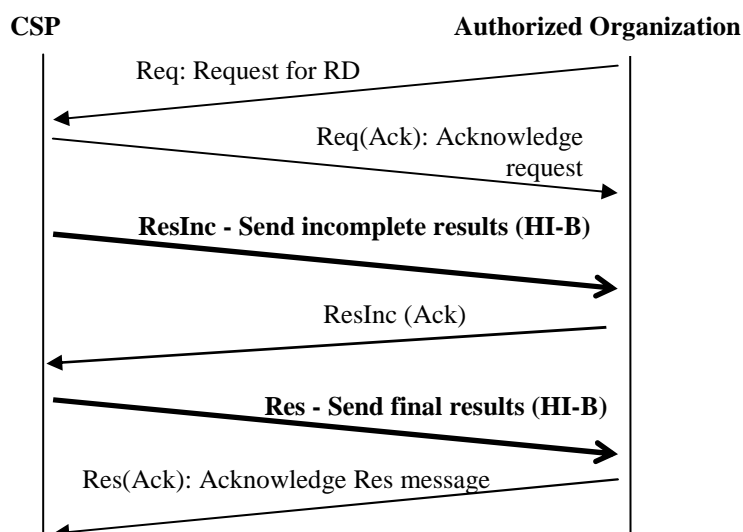 CSP
Authorized Organization
Req: Request for RD
Req(Ack): Acknowledge
request
ResInc - Send incomplete results (HI-B)
ResInc (Ack)
Res - Send final results (HI-B)
Res(Ack): Acknowledge Res message